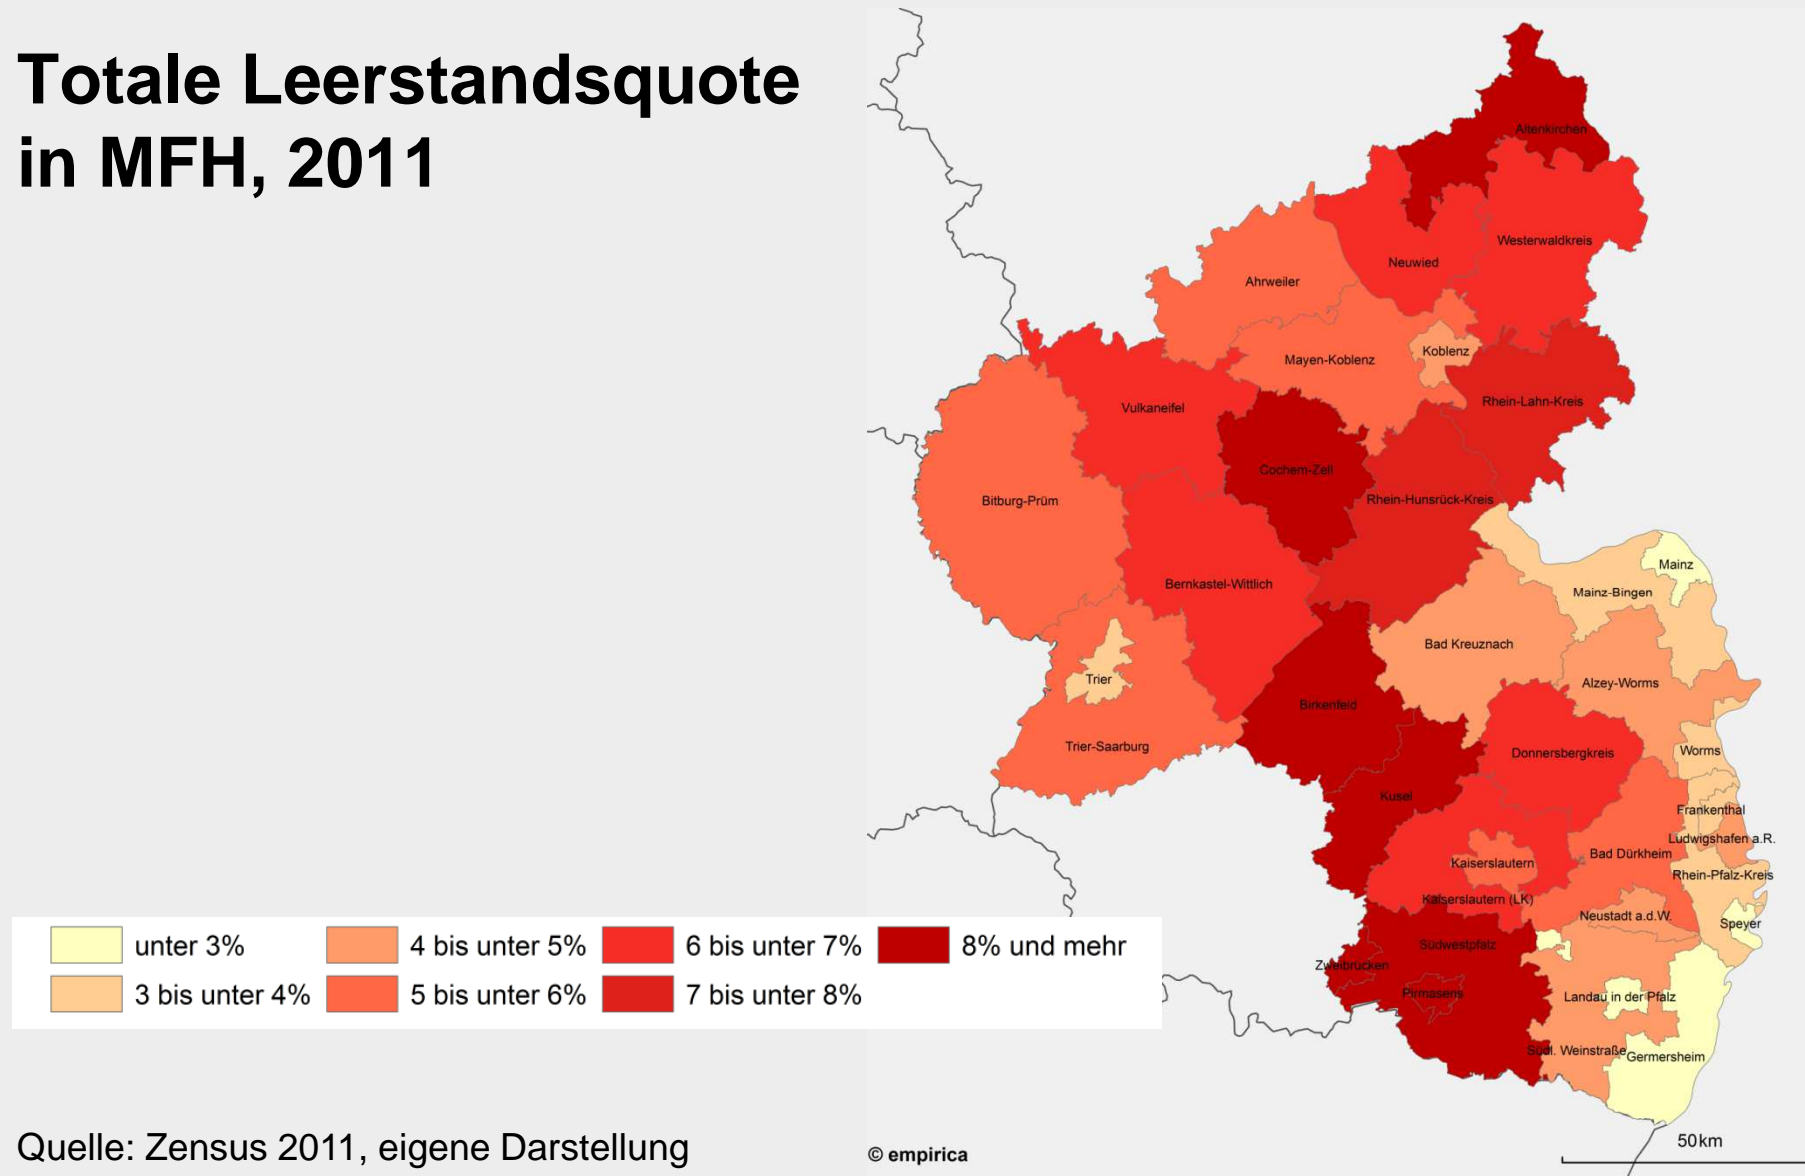 Totale Leerstandsquote
in MFH, 2011
Altenkirchen
Westerwaldkreis
Neuwied
Ahrweiler
Koblenz
Mayen-Koblenz
Rhein-Lahn-Kreis
Vulkaneifel
Cochem-Zell
Rhein-Hunsrück-Kreis
Bitburg-Prüm
Mainz
Bernkastel-Wittlich
Mainz-Bingen
Bad Kreuznach
Trier
Alzey-Worms
Birkenfeld
Trier-Saarburg
Worms
Donnersbergkreis
Kusel
Frankenthal
Ludwigshafen a.R.
Bad Dürkheim
Kaiserslautern
Rhein-Pfalz-Kreis
Kaiserslautern (LK)
Neustadt a.d.W.
Speyer
Südwestpfalz
Zweibrücken
Pirmasens
Landau in der Pfalz
Südl. Weinstraße
Germersheim
unter 3%
4 bis unter 5%
6 bis unter 7%
8% und mehr
3 bis unter 4%
5 bis unter 6%
7 bis unter 8%
Quelle: Zensus 2011, eigene Darstellung
© empirica
50km